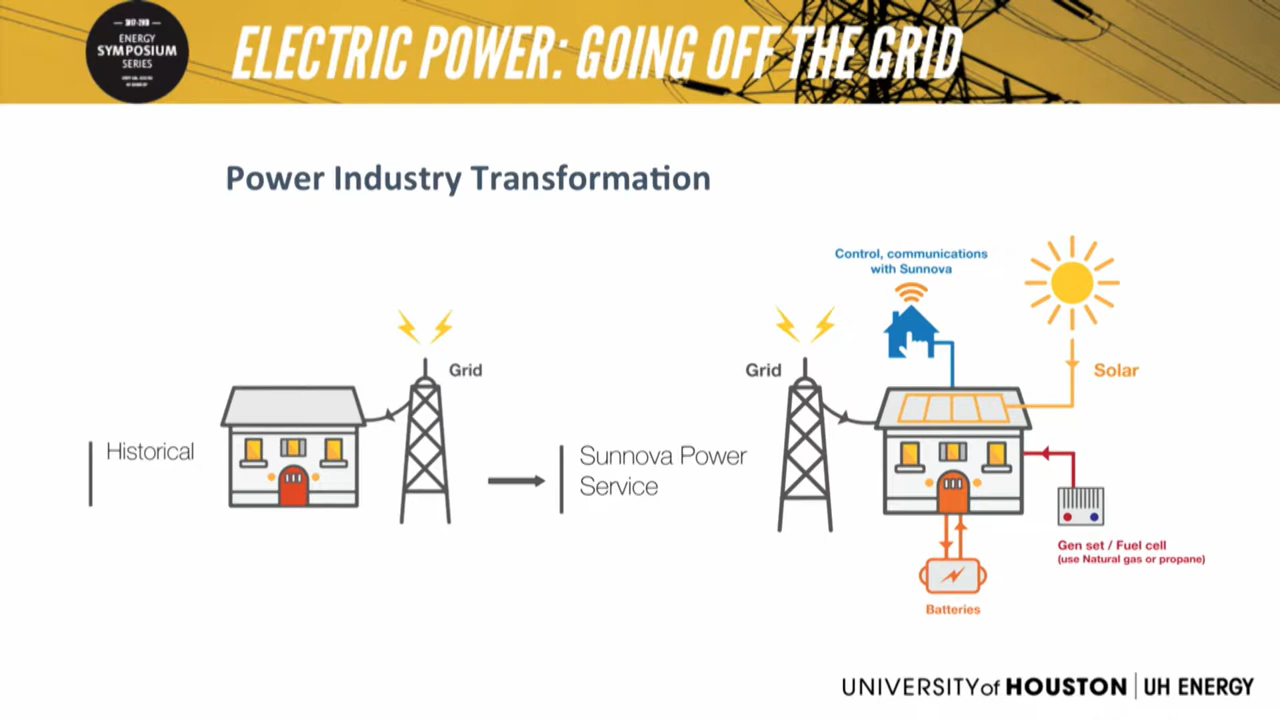 ENERGY
SYMPOSIUM
SERIES
ELECTRIC POWER: GOING OFF THE GRID
Power Industry Transformation
Control, communications
with Sunnova
Grid
Grid
Solar
Historical
Sunnova Power
Service
Gen set / Fuel cell
(use Natural gas or propane)
Batteries
UNIVERSITY of HOUSTON | UH ENERGY